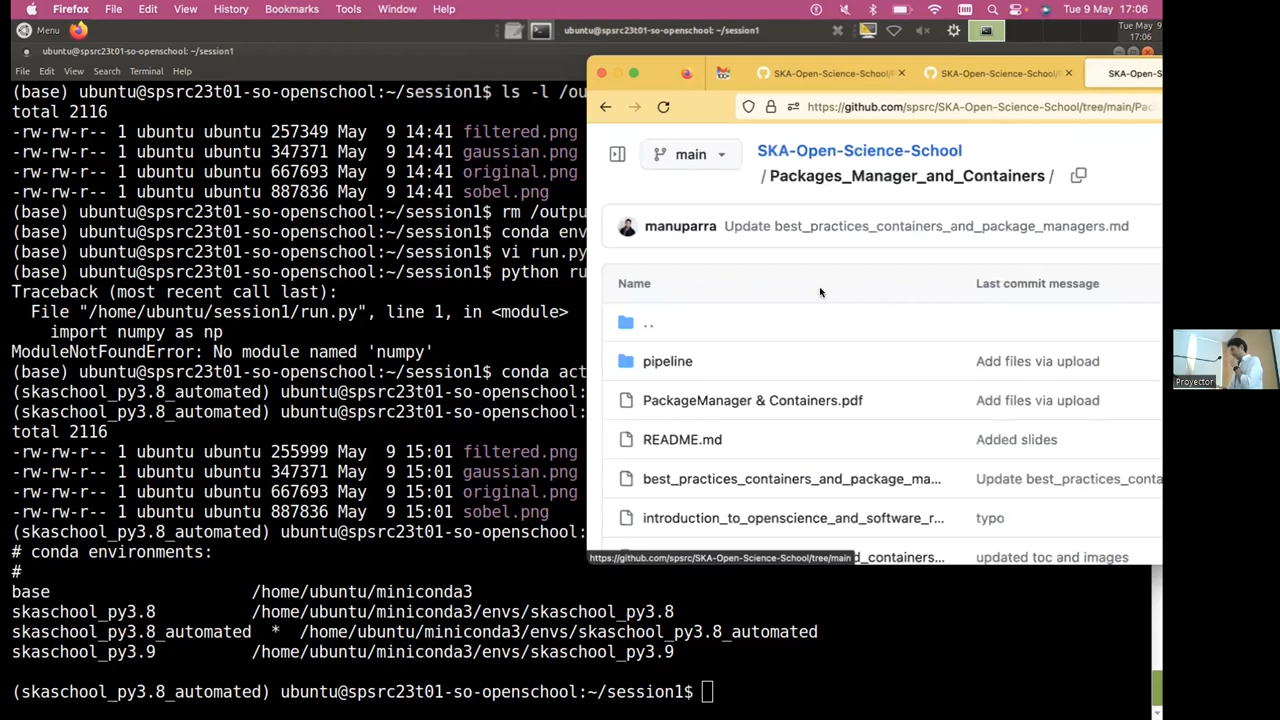 Firefox File Edit View History Bookmarks Tools Window Help Tue 9 May 17:06
Menu ubuntu@spsrc23t01-so-openschool: ~/session1 Tue May 9
17:06
ubuntu@spsrc23t01-so-openschool: ~/session1
File Edit View Search Terminal Help
(base) ubuntu@spsrc23t01-so-openschool:~/session1$ ls -l /ou
total 2116
-rw-rw-r-- 1 ubuntu ubuntu 257349 May 9 14:41 filtered.png
-rw-rw-r-- 1 ubuntu ubuntu 347371 May 9 14:41 gaussian.png
-rw-rw-r-- 1 ubuntu ubuntu 667693 May 9 14:41 original.png
-rw-rw-r-- 1 ubuntu ubuntu 887836 May 9 14:41 sobel.png
(base) ubuntu@spsrc23t01-so-openschool:~/session1$ rm /outpu
(base) ubuntu@spsrc23t01-so-openschool:~/session1$ conda env
(base) ubuntu@spsrc23t01-so-openschool:~/session1$ vi run.py
(base) ubuntu@spsrc23t01-so-openschool:~/session1$ python ru
Traceback (most recent call last):
File "/home/ubuntu/session1/run.py", line 1, in <module>
import numpy as np
ModuleNotFoundError: No module named 'numpy'
(base) ubuntu@spsrc23t01-so-openschool:~/session1$ conda act
(skaschool_py3.8_automated) ubuntu@spsrc23t01-so-openschool:
(skaschool_py3.8_automated) ubuntu@spsrc23t01-so-openschool:
total 2116
-rw-rw-r-- 1 ubuntu ubuntu 255999 May 9 15:01 filtered.png
-rw-rw-r-- 1 ubuntu ubuntu 347371 May 9 15:01 gaussian.png
-rw-rw-r-- 1 ubuntu ubuntu 667693 May 9 15:01 original.png
-rw-rw-r-- 1 ubuntu ubuntu 887836 May 9 15:01 sobel.png
(skaschool_py3.8_automated) ubuntu@spsrc23t01-so-openschool:
# conda environments:
#
base /home/ubuntu/miniconda3
skaschool_py3.8 /home/ubuntu/miniconda3/envs/skaschool_py3.8
skaschool_py3.8_automated * /home/ubuntu/miniconda3/envs/skaschool_py3.8_automated
skaschool_py3.9 /home/ubuntu/miniconda3/envs/skaschool_py3.9
(skaschool_py3.8_automated) ubuntu@spsrc23t01-so-openschool:~/session1$
SKA-Open-Science-School/ SKA-Open-Science-School/ SKA-Open-S
https://github.com/spsrc/SKA-Open-Science-School/tree/main/Pac
main SKA-Open-Science-School
/ Packages_Manager_and_Containers /
manuparra Update best_practices_containers_and_package_managers.md
Name Last commit message
..
pipeline Add files via upload
PackageManager & Containers.pdf Add files via upload
README.md Added slides
best_practices_containers_and_package_ma... Update best_practices_conta
introduction_to_openscience_and_software_r... typo
d_containers... updated toc and images
https://github.com/spsrc/SKA-Open-Science-School/tree/main
Proyector